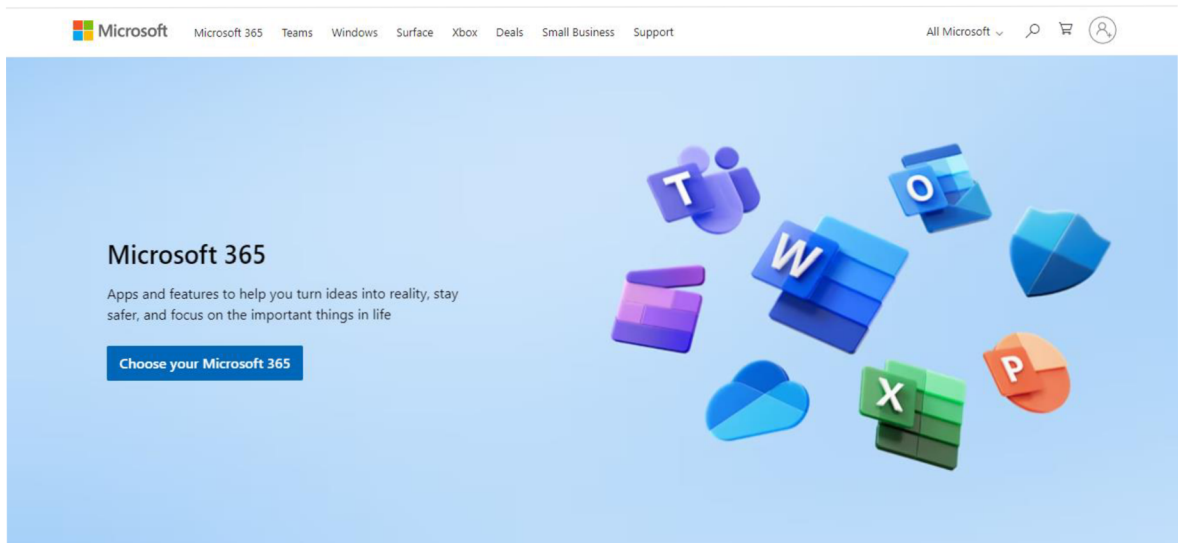 Microsoft Microsoft 365 Teams Windows Surface Xbox Deals Small Business Support All Microsoft
T
O
W
Microsoft 365
Apps and features to help you turn ideas into reality, stay
safer, and focus on the important things in life
Choose your Microsoft 365
P
X